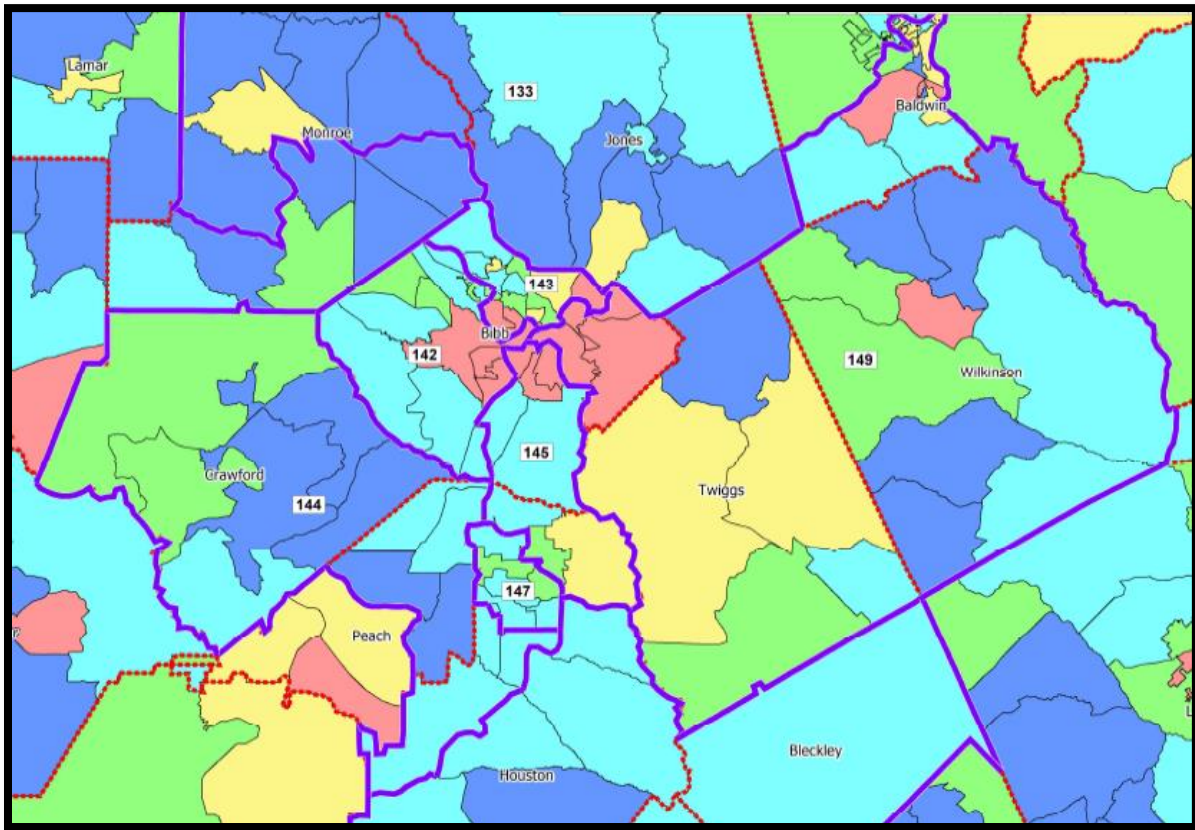 Lamar
133
Baldwin
Monroe
Jones
143
Bibb
142
149
Wilkinson
145
Crawford
Twiggs
144
147
Peach
Bleckley
Houston